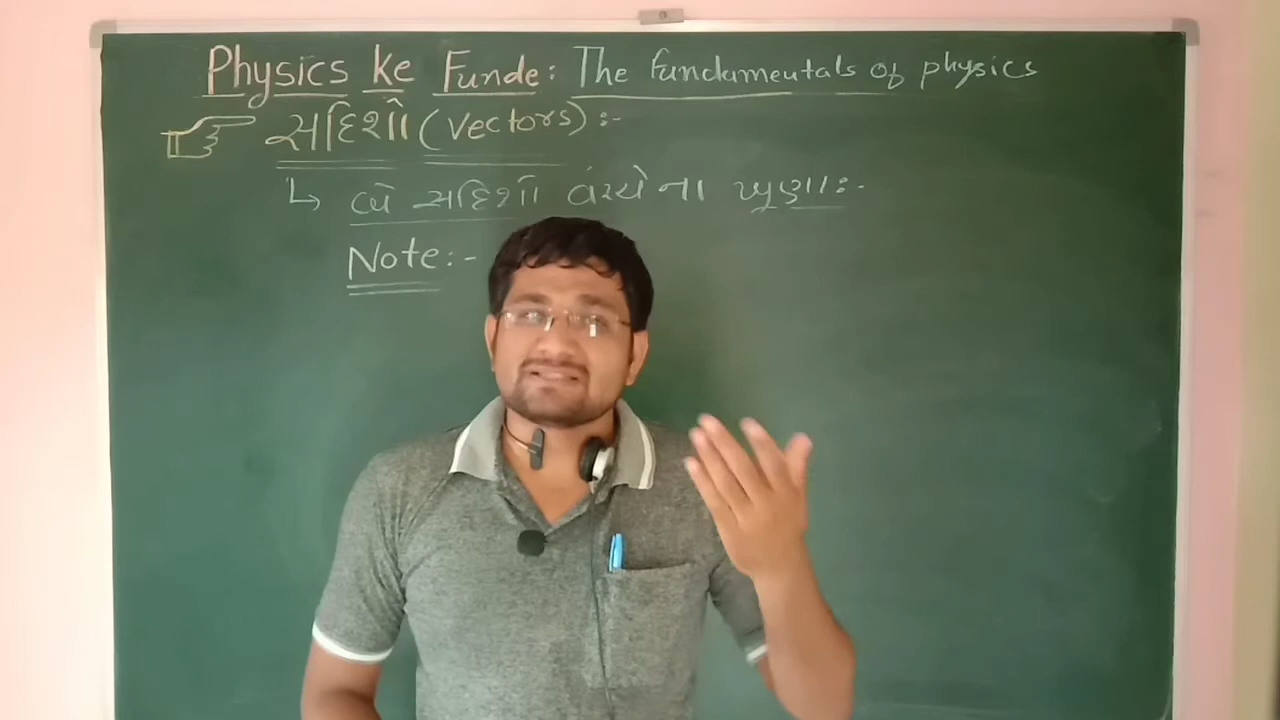 Physics ke Funde: The fundamentals of physics
સદિશો (vectors) :-
↳ બે સદિશો વચ્ચેના ખુણા :-
Note :-